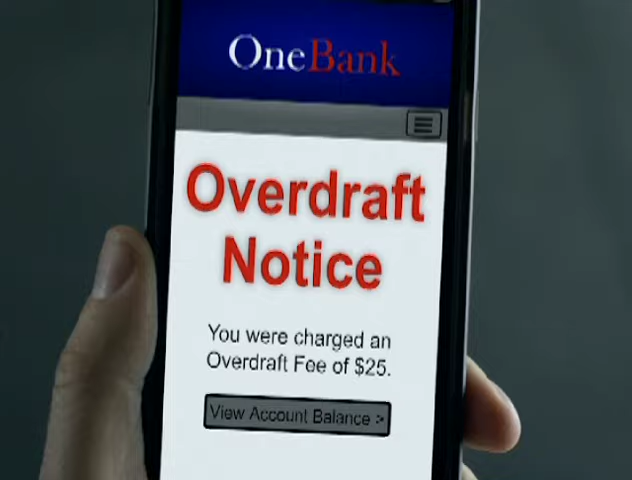 OneBank
Overdraft
Notice
You were charged an
Overdraft Fee of $25.
View Account Balance >